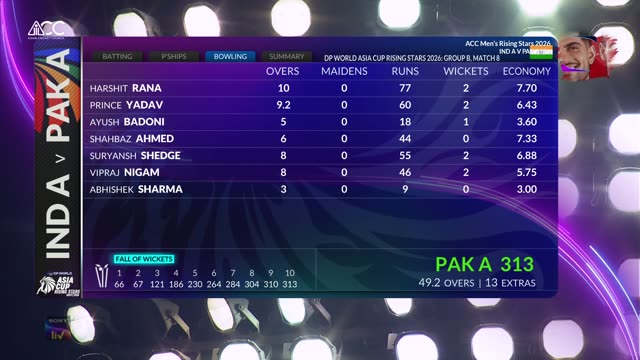 ACC
ASIAN CRICKET COUNCIL
ACC Men's Rising Stars 2026
IND A V PAK A
BATTING P'SHIPS BOWLING SUMMARY
DP WORLD ASIA CUP RISING STARS 2026: GROUP B, MATCH 8
OVERS MAIDENS RUNS WICKETS ECONOMY
HARSHIT RANA 10 0 77 2 7.70
PRINCE YADAV 9.2 0 60 2 6.43
AYUSH BADONI 5 0 18 1 3.60
SHAHBAZ AHMED 6 0 44 0 7.33
SURYANSH SHEDGE 8 0 55 2 6.88
VIPRAJ NIGAM 8 0 46 2 5.75
ABHISHEK SHARMA 3 0 9 0 3.00
IND A V PAK A
DP WORLD
ASIA
CUP
RISING STARS
FALL OF WICKETS
1 2 3 4 5 6 7 8 9 10
66 67 121 186 230 264 284 304 310 313
PAK A 313
49.2 OVERS | 13 EXTRAS
SONY
liv